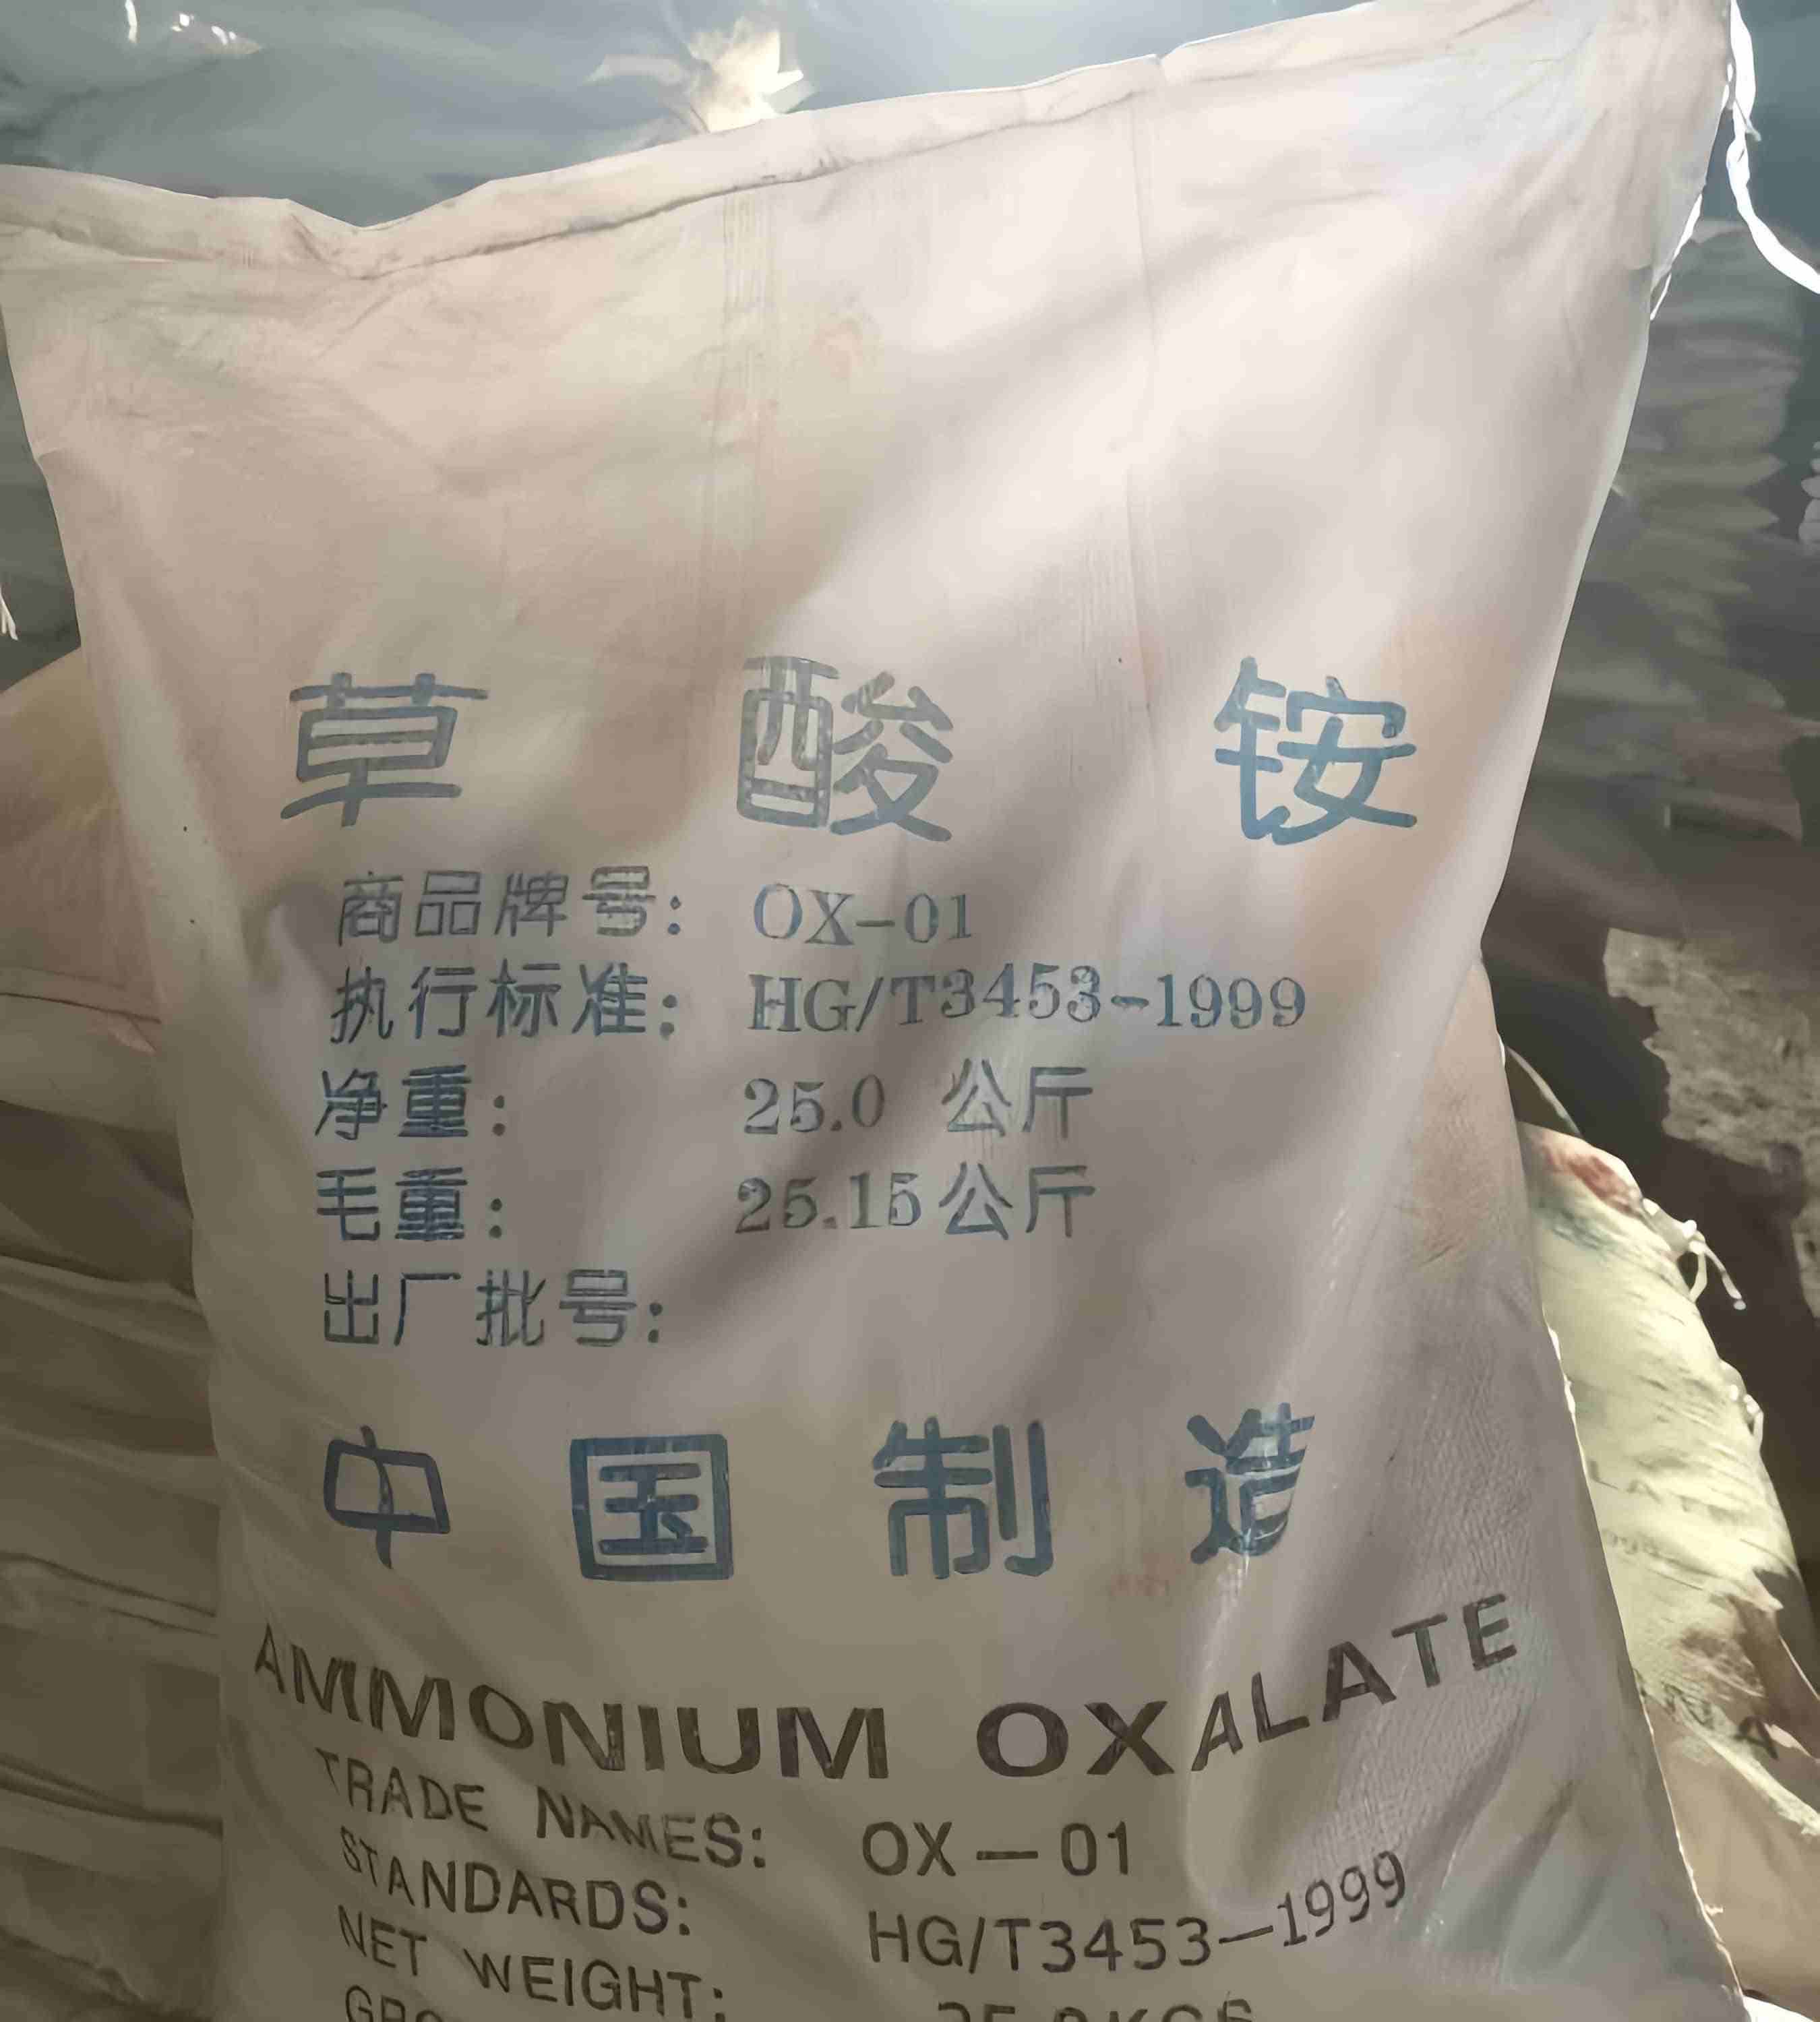 草酸铵
商品牌号: OX-01
执行标准: HG/T3453-1999
净重: 25.0 公斤
毛重: 25.15公斤
出厂批号:
中国制造
AMMONIUM OXALATE
TRADE NAMES: OX-01
STANDARDS: HG/T3453-1999
NET WEIGHT: